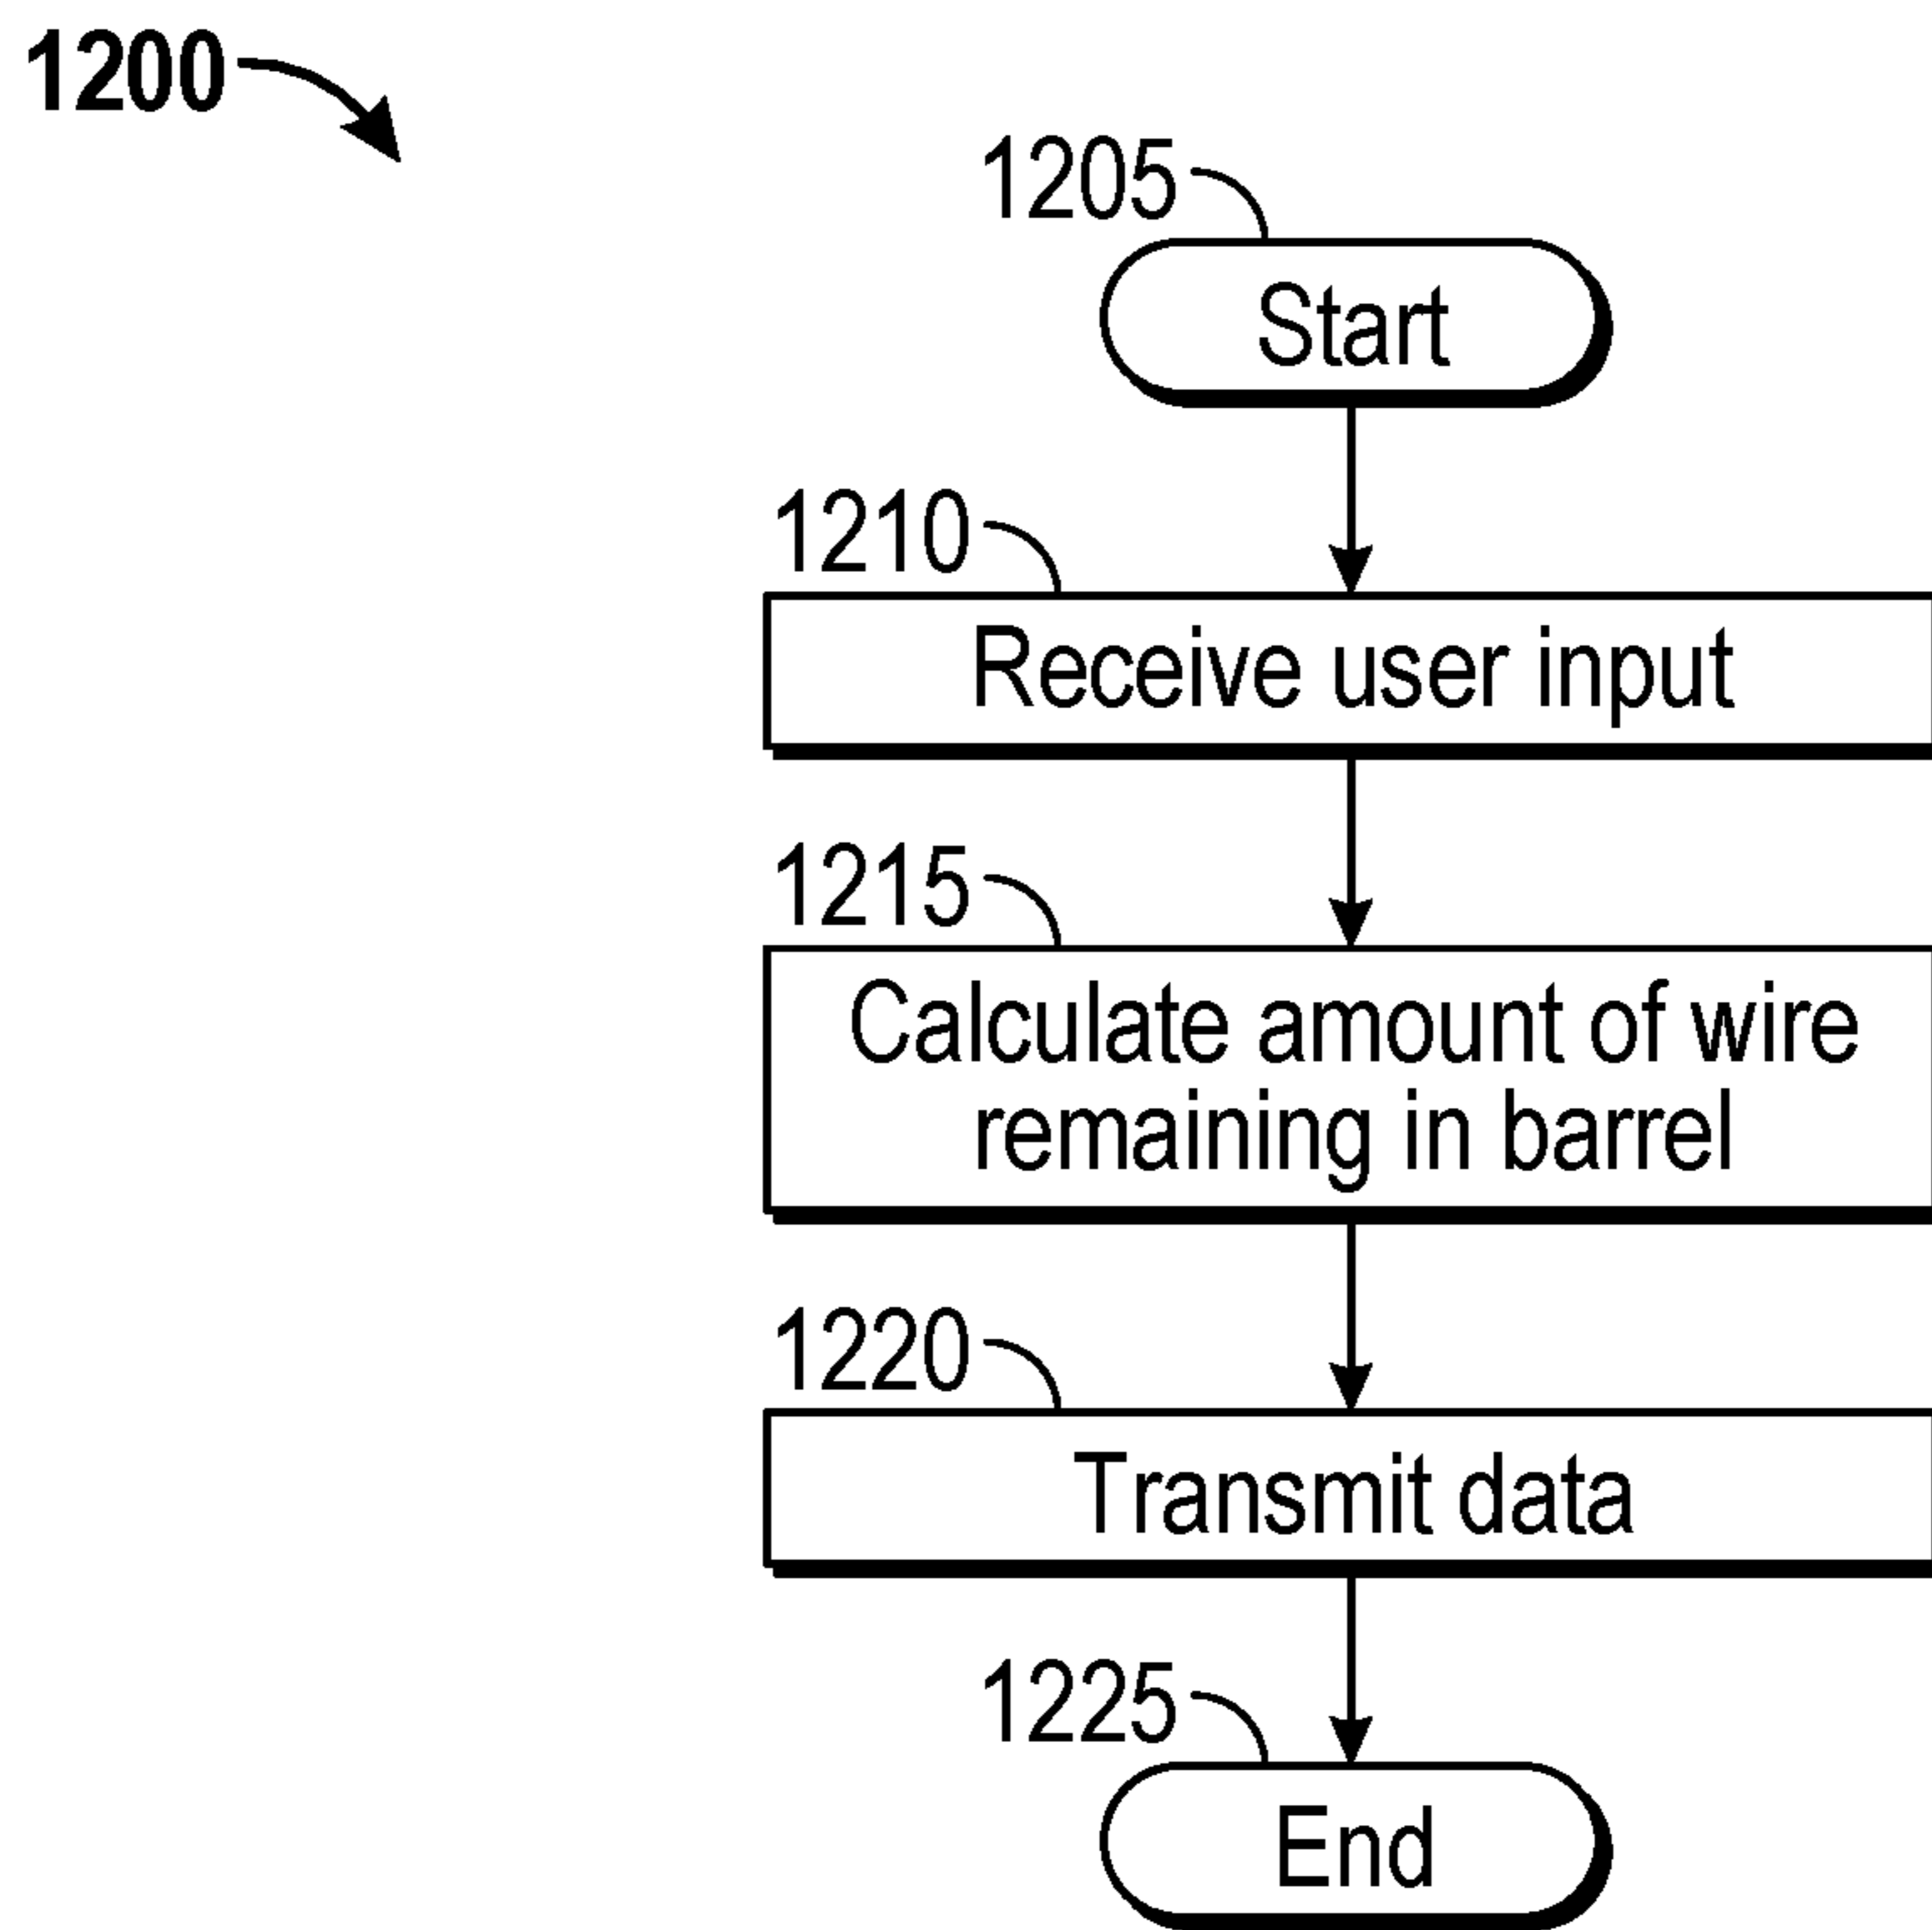 1200
1205
Start
1210
Receive user input
1215
Calculate amount of wire
remaining in barrel
1220
Transmit data
1225
End